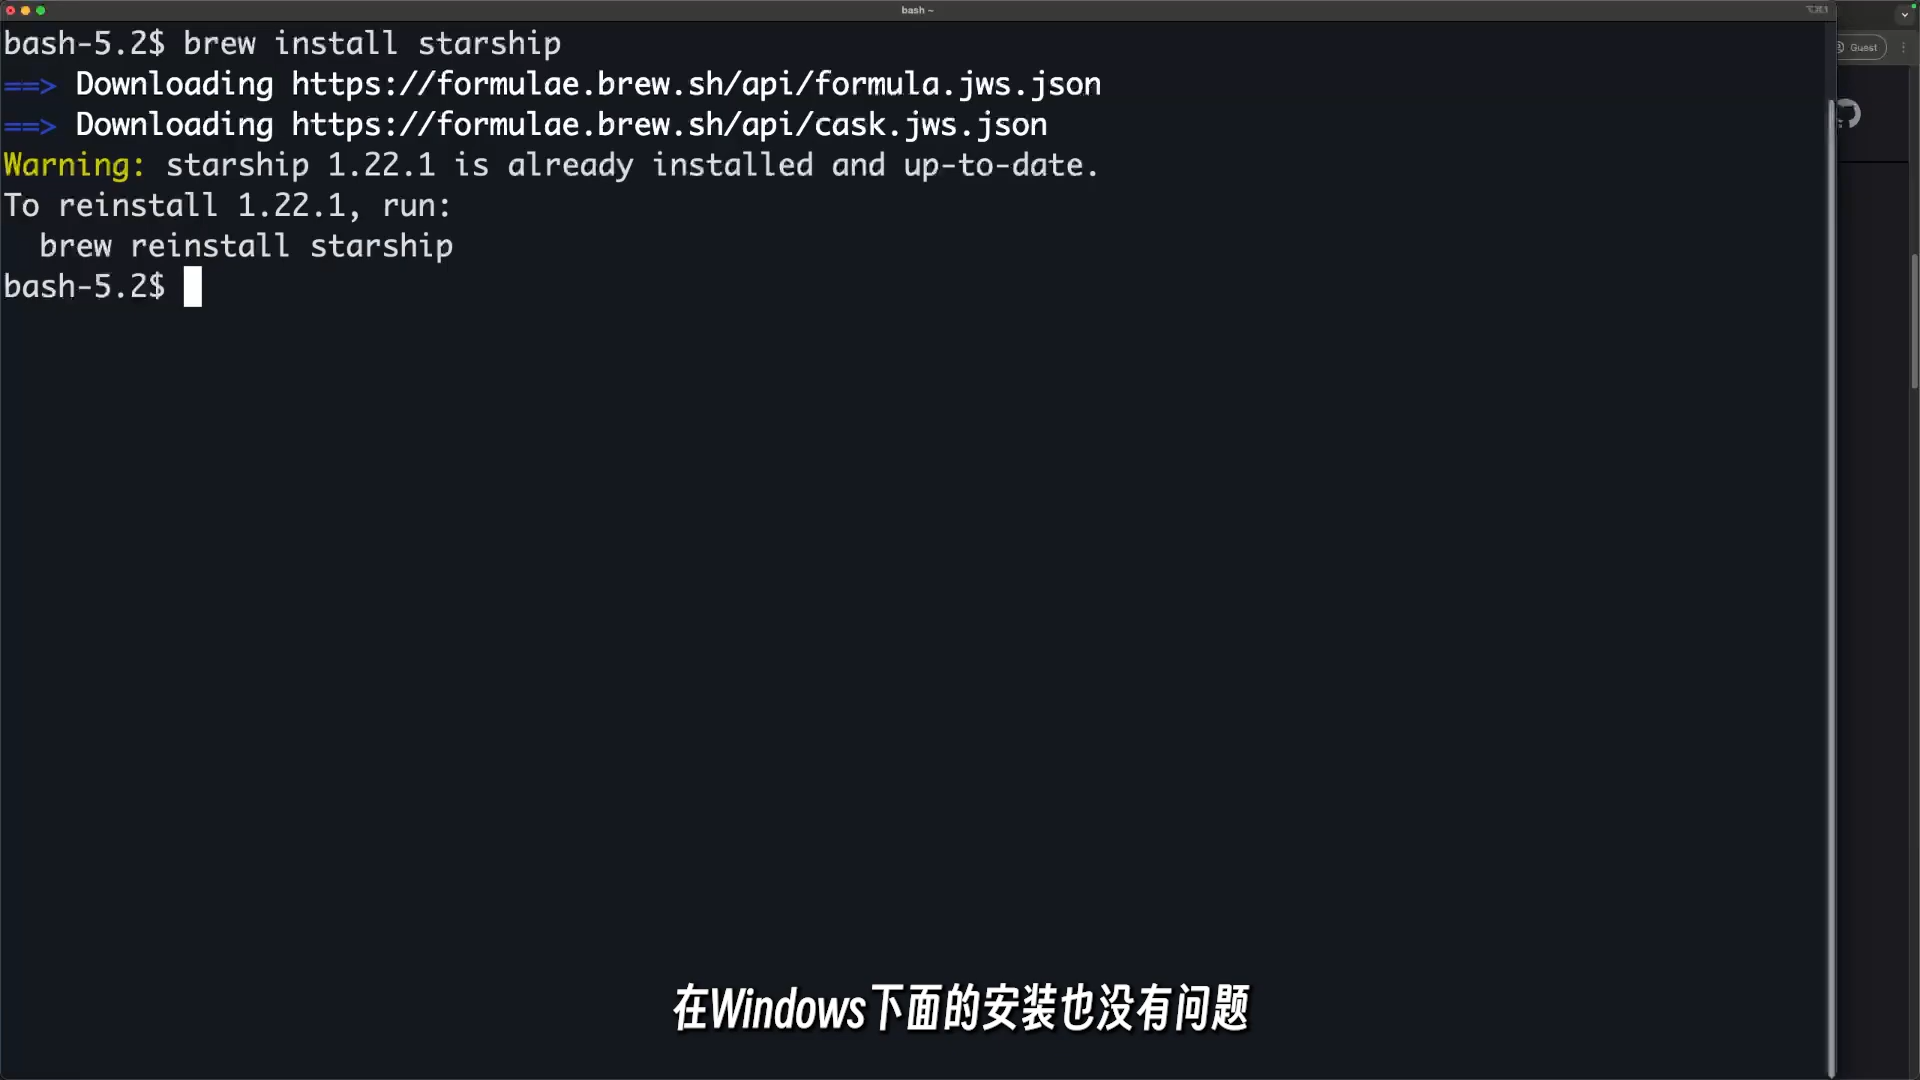 bash ~
⌥⌘1
bash-5.2$ brew install starship
Guest
==> Downloading https://formulae.brew.sh/api/formula.jws.json
==> Downloading https://formulae.brew.sh/api/cask.jws.json
Warning: starship 1.22.1 is already installed and up-to-date.
To reinstall 1.22.1, run:
  brew reinstall starship
bash-5.2$
在Windows下面的安装也没有问题